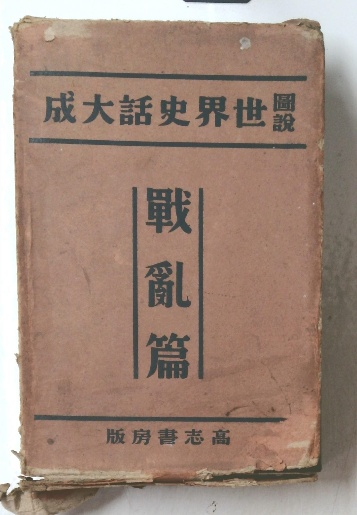 圖說世界史話大成
戰亂篇
高志書房版